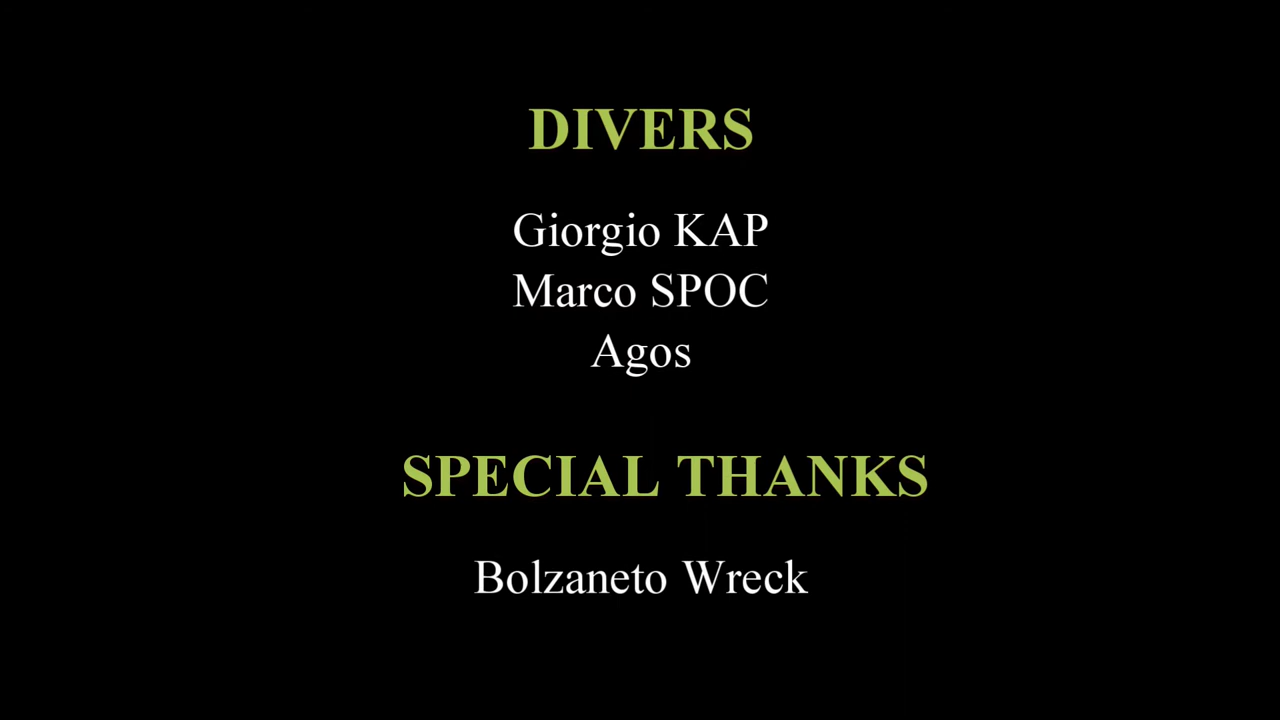 DIVERS
Giorgio KAP
Marco SPOC
Agos
SPECIAL THANKS
Bolzaneto Wreck